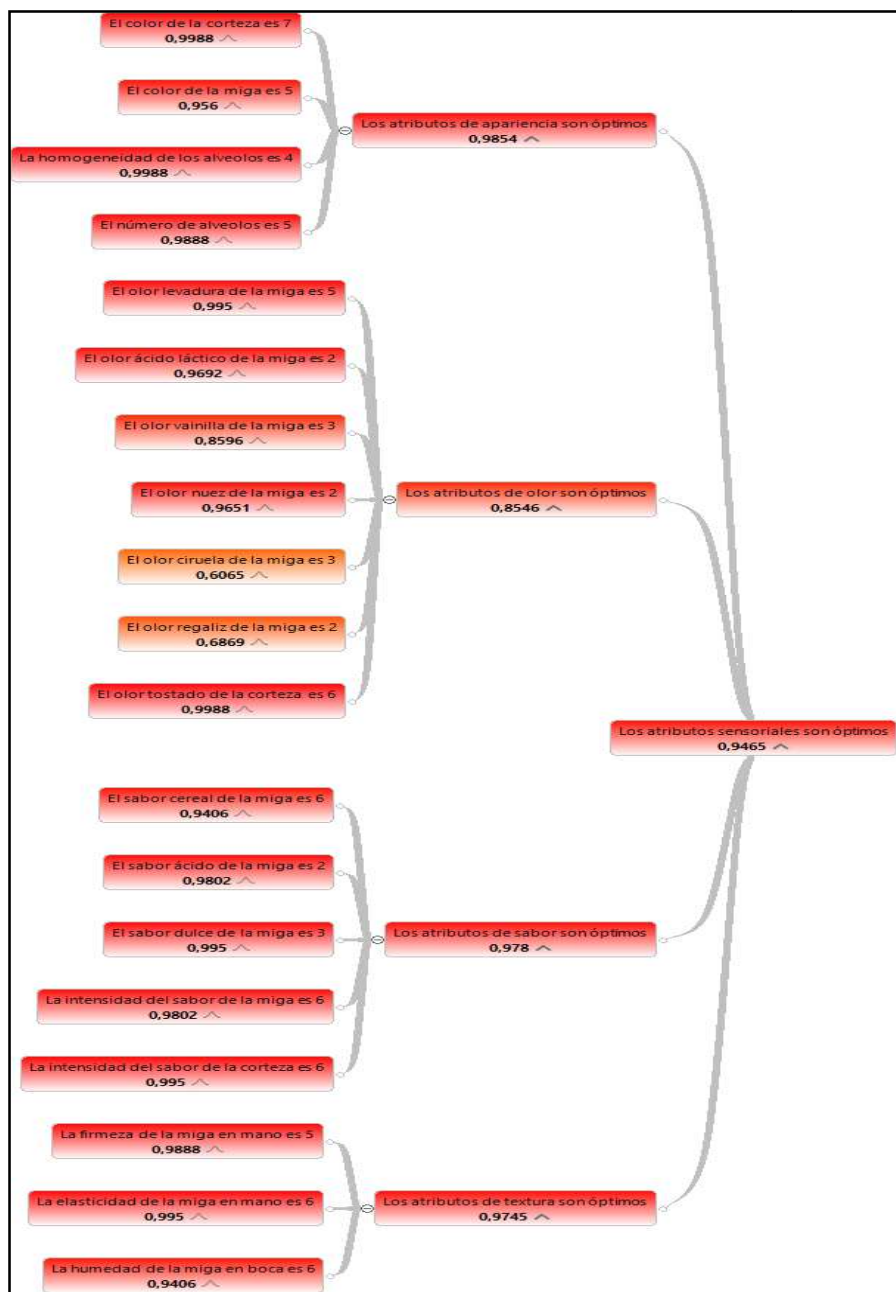 El color de la corteza es 7
0,9988
El color de la miga es 5
0,956
Los atributos de apariencia son óptimos
0,9854
La homogeneidad de los alveolos es 4
0,9988
El número de alveolos es 5
0,9888
El olor levadura de la miga es 5
0,995
El olor ácido láctico de la miga es 2
0,9692
El olor vainilla de la miga es 3
0,8596
El olor nuez de la miga es 2
0,9651
Los atributos de olor son óptimos
0,8546
El olor ciruela de la miga es 3
0,6065
El olor regaliz de la miga es 2
0,6869
El olor tostado de la corteza es 6
0,9988
Los atributos sensoriales son óptimos
0,9465
El sabor cereal de la miga es 6
0,9406
El sabor ácido de la miga es 2
0,9802
El sabor dulce de la miga es 3
0,995
Los atributos de sabor son óptimos
0,978
La intensidad del sabor de la miga es 6
0,9802
La intensidad del sabor de la corteza es 6
0,995
La firmeza de la miga en mano es 5
0,9888
La elasticidad de la miga en mano es 6
0,995
Los atributos de textura son óptimos
0,9745
La humedad de la miga en boca es 6
0,9406